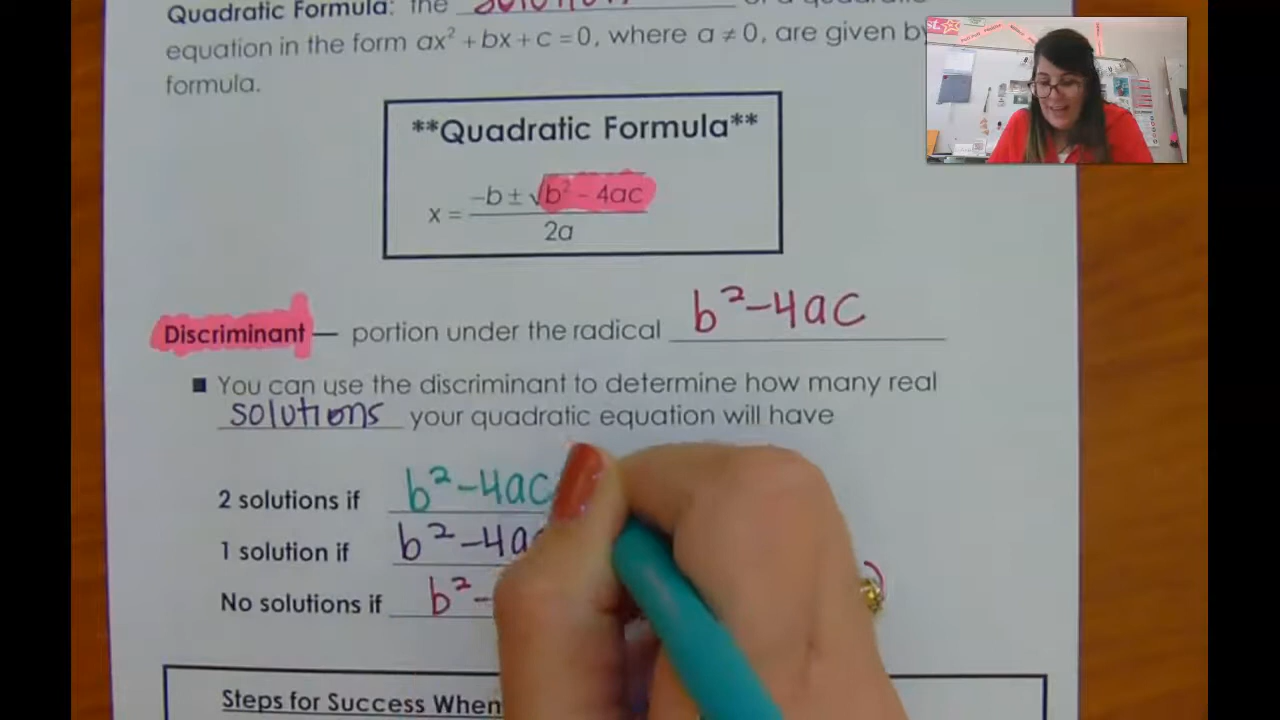 Quadratic Formula: the solution of a quadratic
equation in the form ax² + bx + c = 0, where a ≠ 0, are given by
formula.
**Quadratic Formula**
x = −b ± √b² − 4ac / 2a
Discriminant — portion under the radical b²-4ac
■ You can use the discriminant to determine how many real
solutions your quadratic equation will have
2 solutions if b²-4ac
1 solution if b²-4a
No solutions if b²-
Steps for Success When